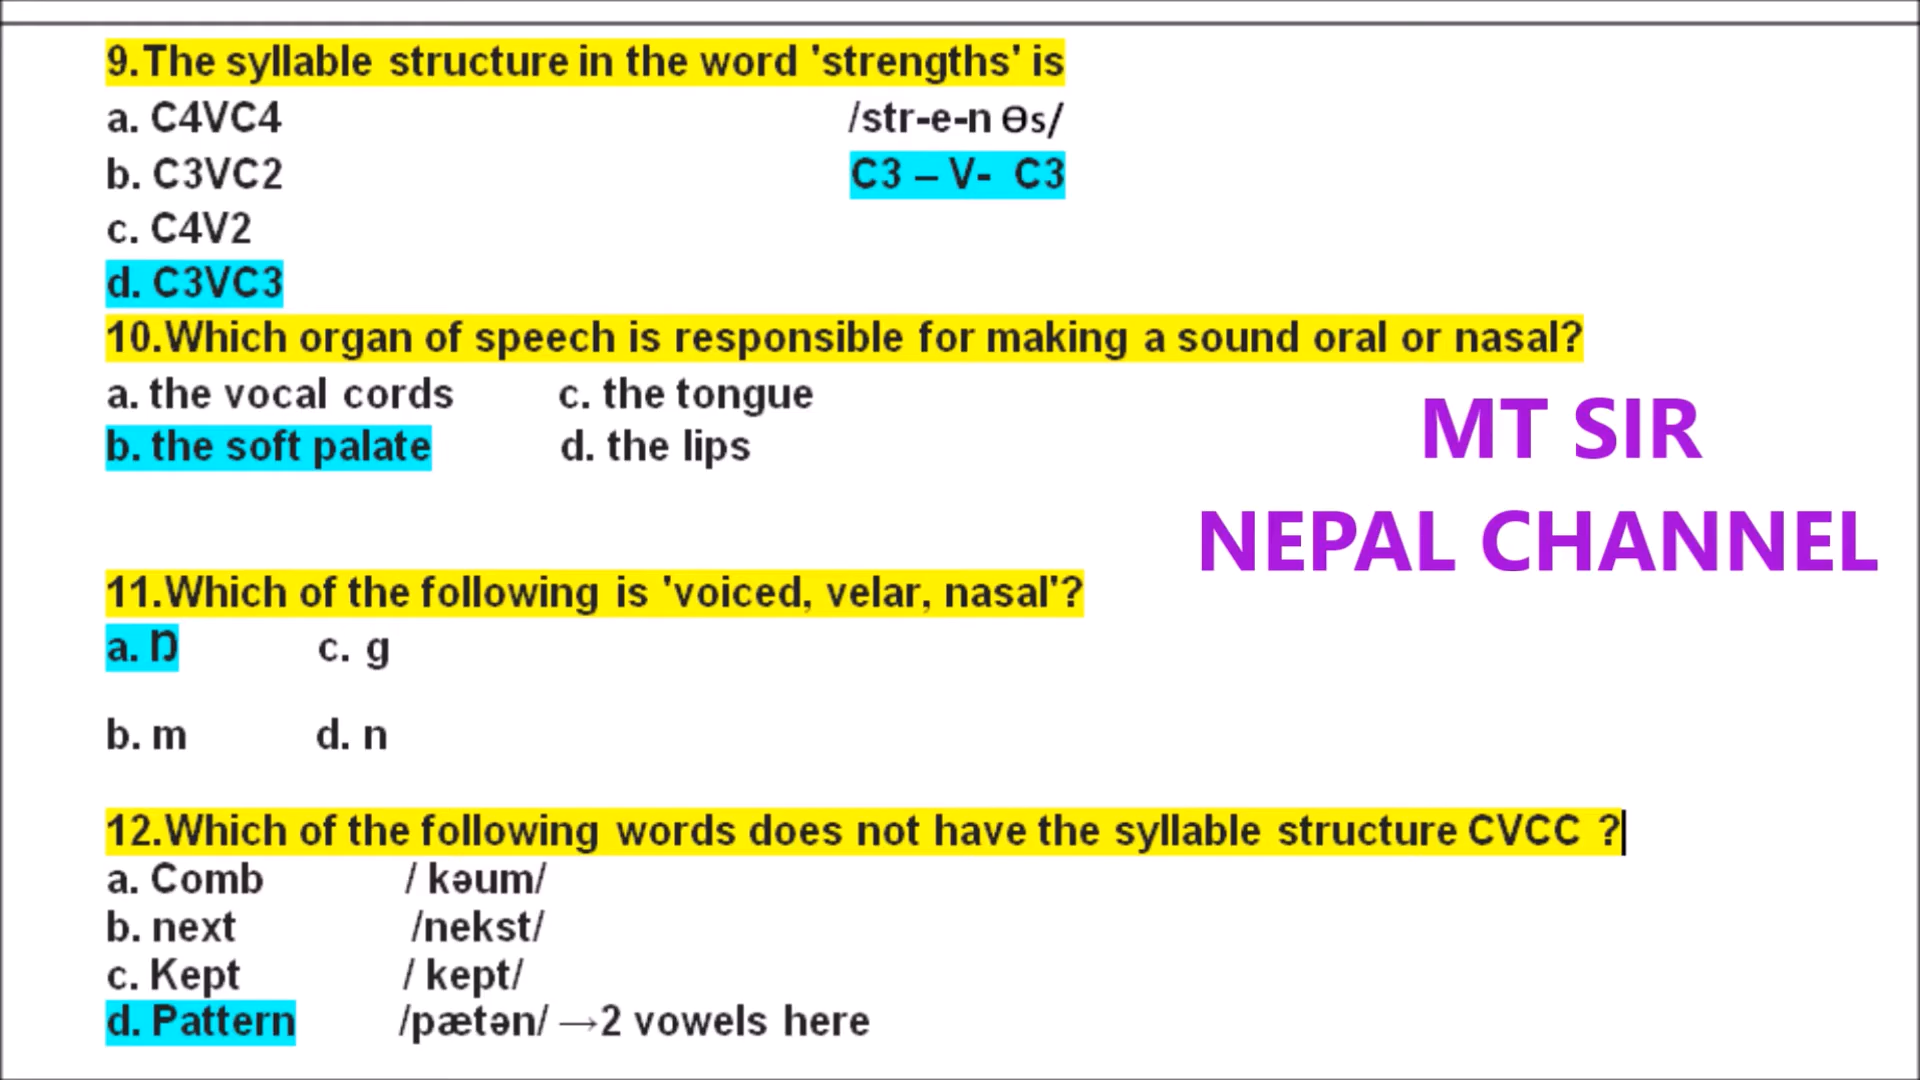 9.The syllable structure in the word 'strengths' is
a. C4VC4 /str-e-n Ɵs/
b. C3VC2 C3 – V- C3
c. C4V2
d. C3VC3
10.Which organ of speech is responsible for making a sound oral or nasal?
a. the vocal cords c. the tongue
b. the soft palate d. the lips
MT SIR
NEPAL CHANNEL
11.Which of the following is 'voiced, velar, nasal'?
a. Ŋ c. g
b. m d. n
12.Which of the following words does not have the syllable structure CVCC ?
a. Comb / kəum/
b. next /nekst/
c. Kept / kept/
d. Pattern /pætən/ →2 vowels here